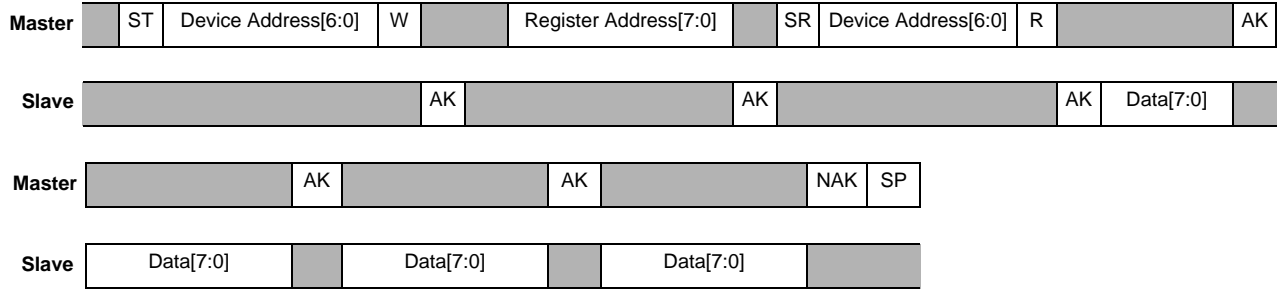 Master ST Device Address[6:0] W Register Address[7:0] SR Device Address[6:0] R AK
Slave AK AK AK Data[7:0]
Master AK AK NAK SP
Slave Data[7:0] Data[7:0] Data[7:0]